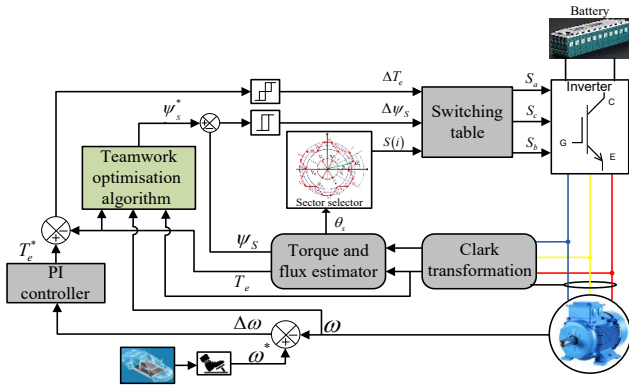 Battery
ΔT_e
S_a
Inverter
ψ_s^*
Δψ_S
Switching
table
S_c
C
S(i)
S_b
G
E
Teamwork
optimisation
algorithm
Sector selector
θ_s
T_e^*
ψ_S
Torque and
flux estimator
Clark
transformation
PI
controller
T_e
Δω
ω
ω^*